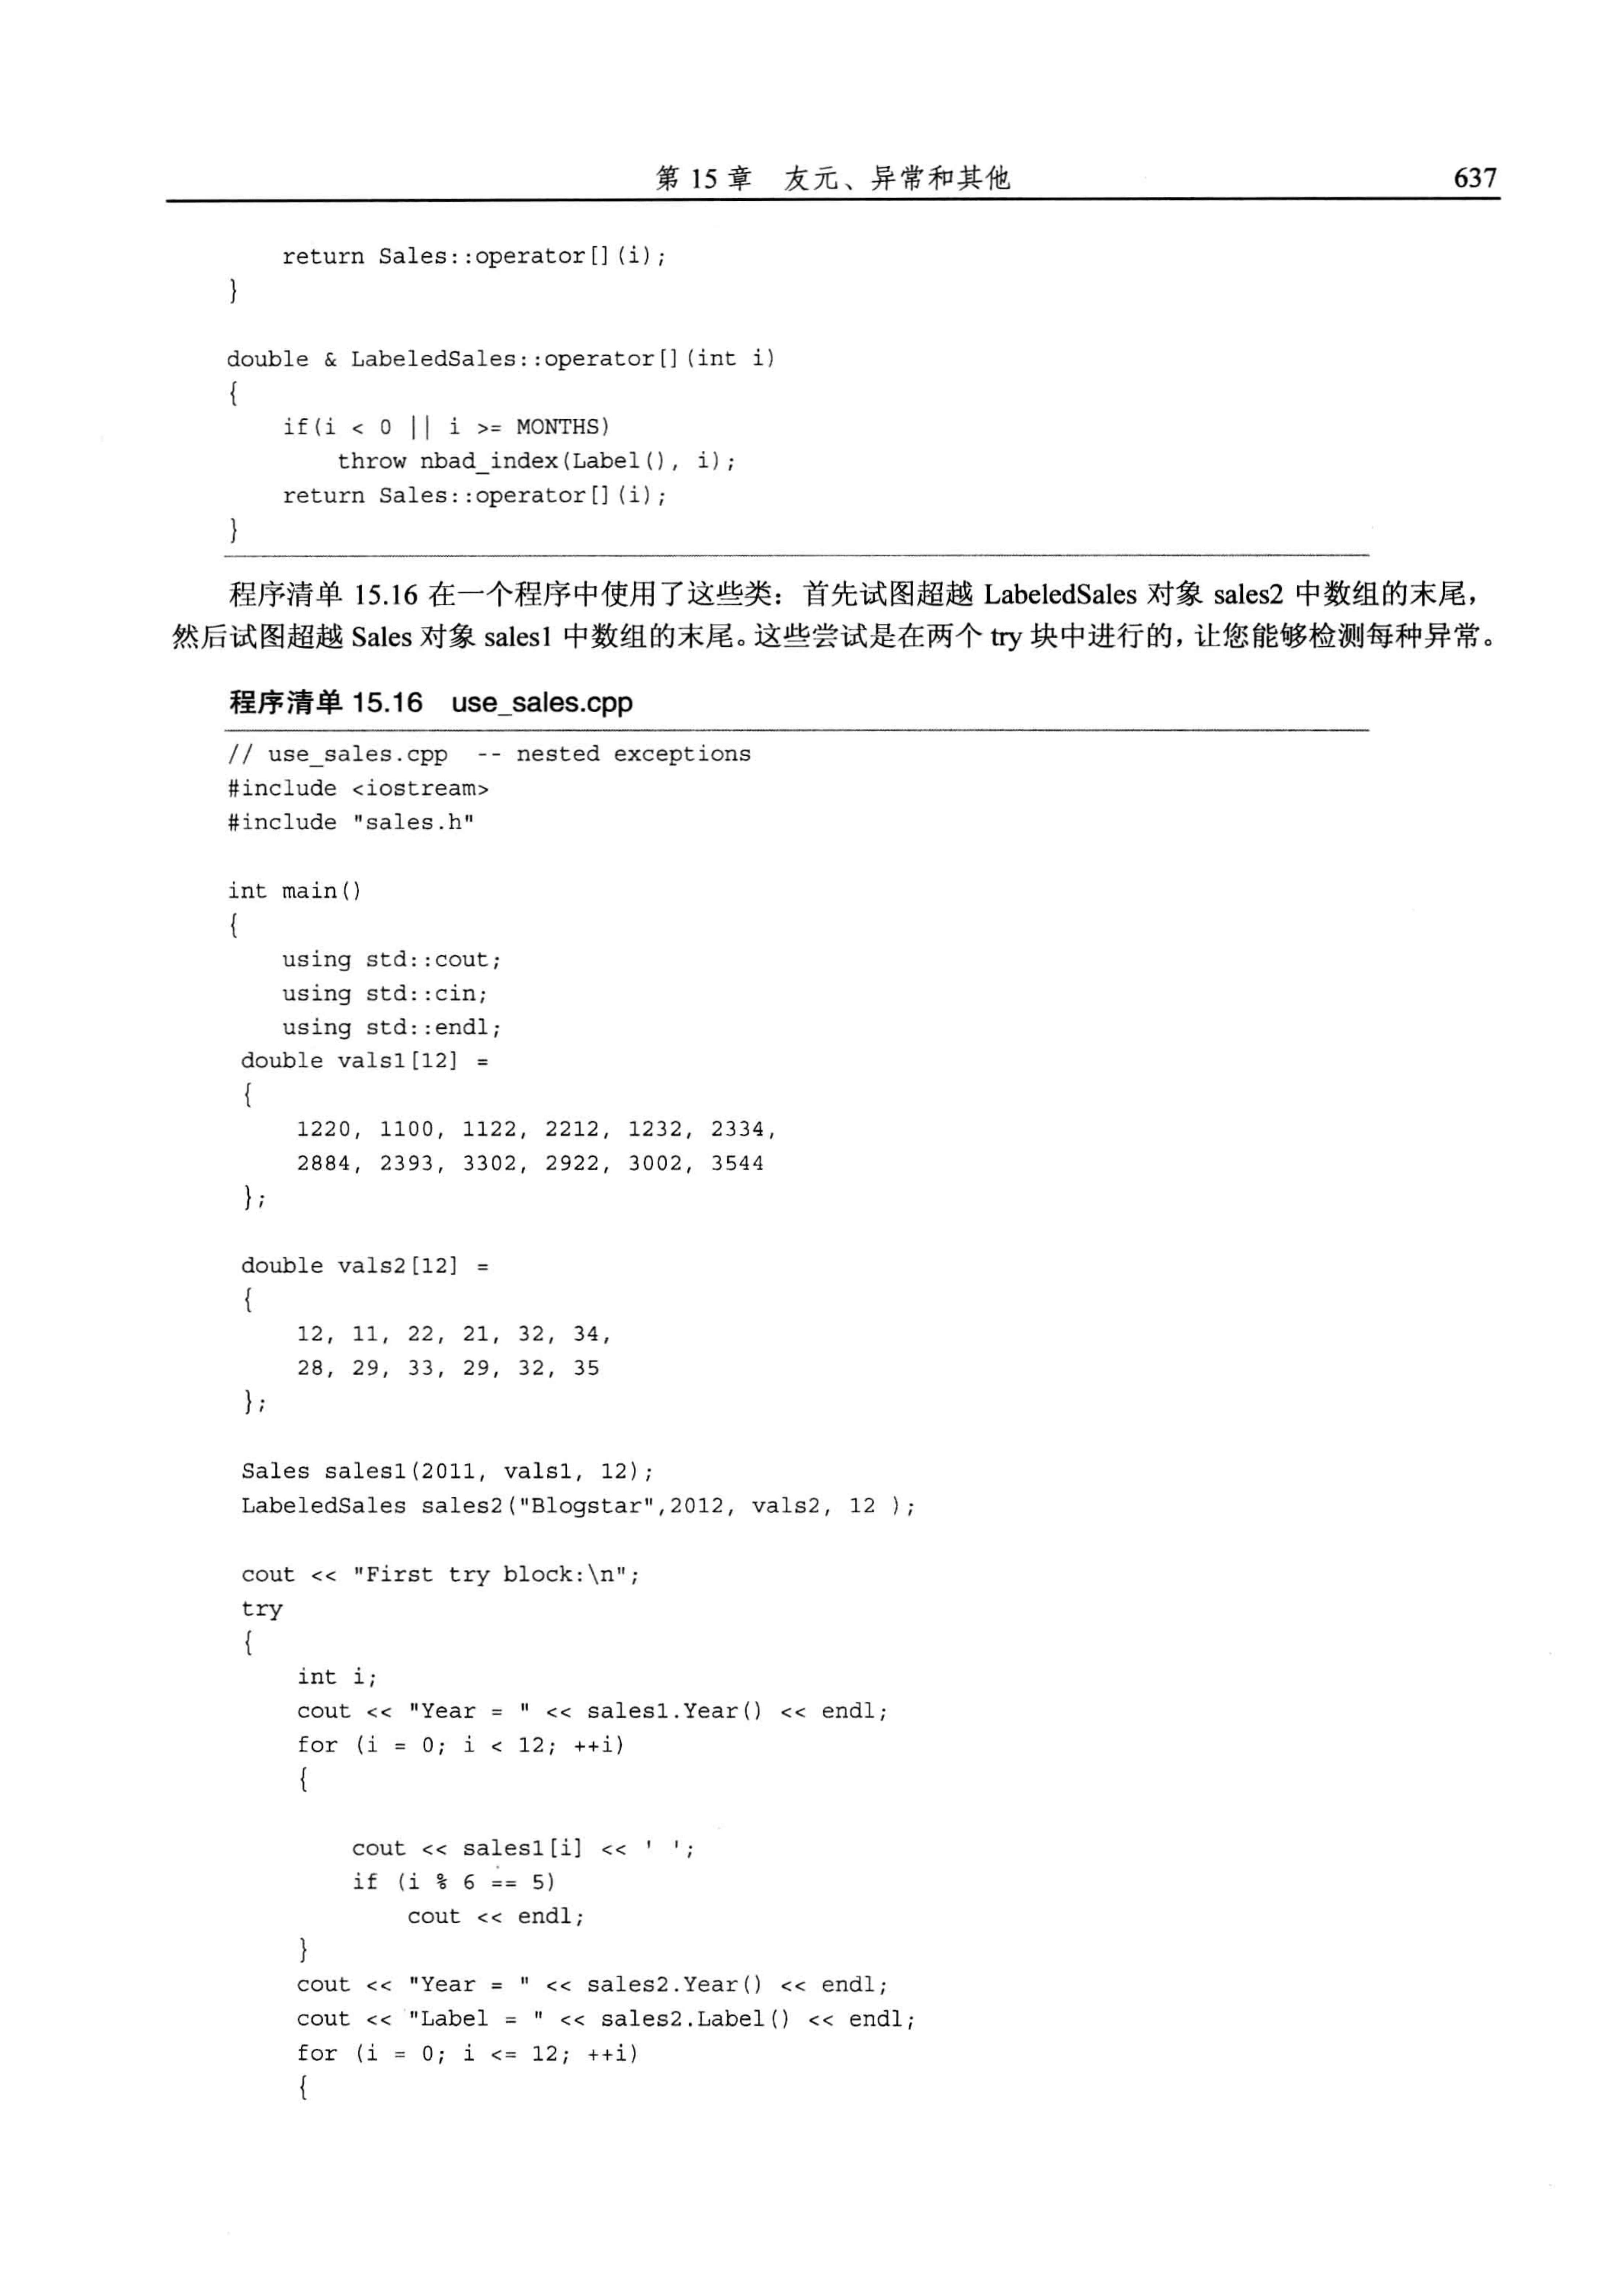 第 15 章 友元、异常和其他 637
return Sales::operator[](i);
}
double & LabeledSales::operator[](int i)
{
if(i < 0 || i >= MONTHS)
throw nbad_index(Label(), i);
return Sales::operator[](i);
}
程序清单 15.16 在一个程序中使用了这些类：首先试图超越 LabeledSales 对象 sales2 中数组的末尾，
然后试图超越 Sales 对象 sales1 中数组的末尾。这些尝试是在两个 try 块中进行的，让您能够检测每种异常。
程序清单 15.16 use_sales.cpp
// use_sales.cpp -- nested exceptions
#include <iostream>
#include "sales.h"
int main()
{
using std::cout;
using std::cin;
using std::endl;
double vals1[12] =
{
1220, 1100, 1122, 2212, 1232, 2334,
2884, 2393, 3302, 2922, 3002, 3544
};
double vals2[12] =
{
12, 11, 22, 21, 32, 34,
28, 29, 33, 29, 32, 35
};
Sales sales1(2011, vals1, 12);
LabeledSales sales2("Blogstar",2012, vals2, 12 );
cout << "First try block:\n";
try
{
int i;
cout << "Year = " << sales1.Year() << endl;
for (i = 0; i < 12; ++i)
{
cout << sales1[i] << ' ';
if (i % 6 == 5)
cout << endl;
}
cout << "Year = " << sales2.Year() << endl;
cout << "Label = " << sales2.Label() << endl;
for (i = 0; i <= 12; ++i)
{